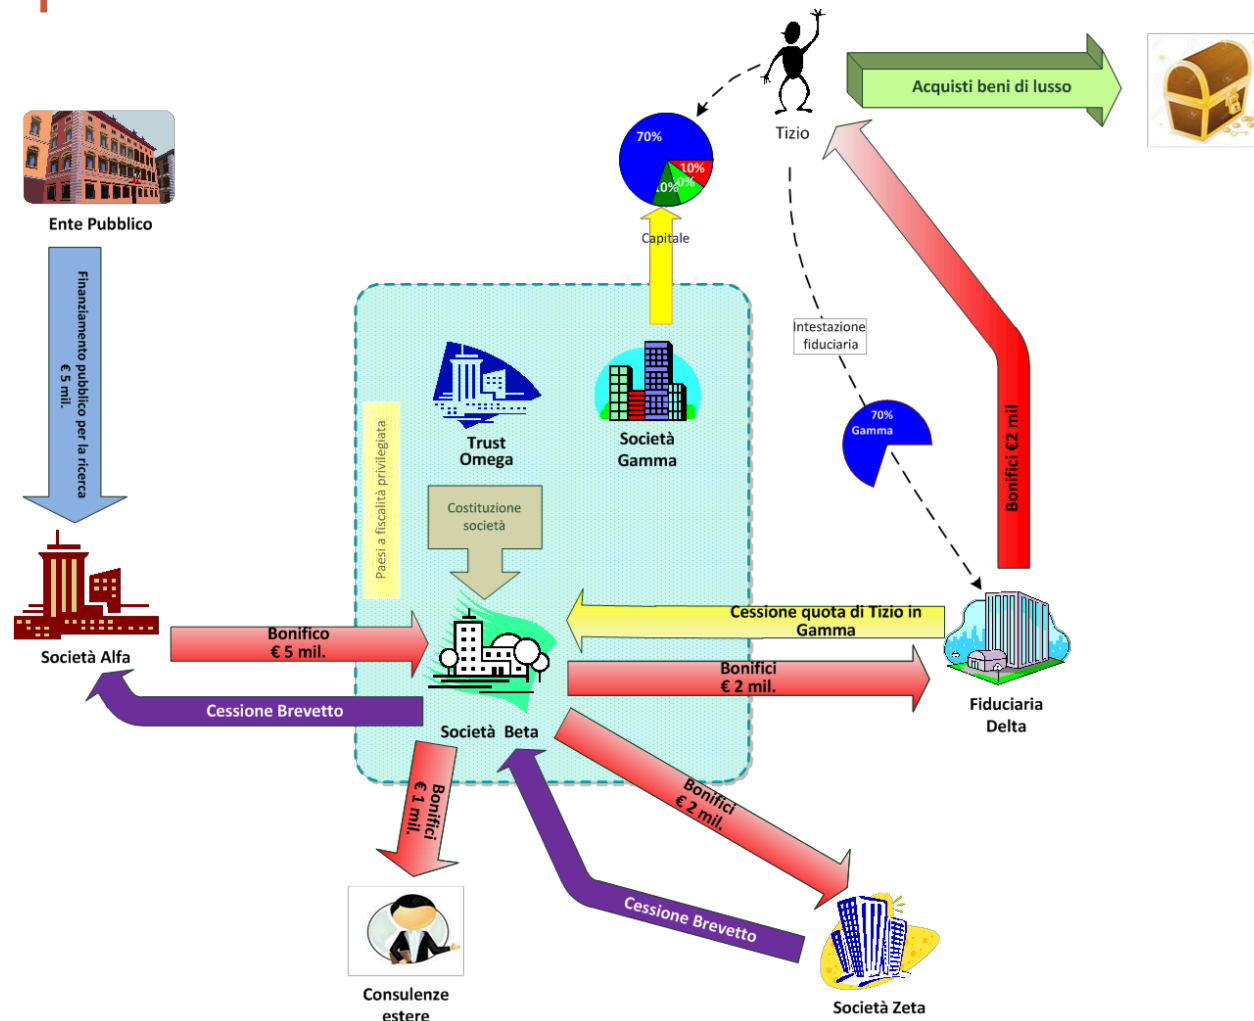 Acquisti beni di lusso
Tizio
70%
10%
10%
Ente Pubblico
Capitale
Finanziamento pubblico per la ricerca
€ 5 mil.
Intestazione
fiduciaria
Paesi a fiscalità privilegiata
Trust
Omega
Società
Gamma
70%
Gamma
Bonifici €2 mil
Costituzione
società
Cessione quota di Tizio in
Gamma
Bonifico
€ 5 mil.
Società Alfa
Bonifici
€ 2 mil.
Cessione Brevetto
Società Beta
Fiduciaria
Delta
Bonifici
€ 1 mil.
Bonifici
€ 2 mil.
Cessione Brevetto
Consulenze
estere
Società Zeta